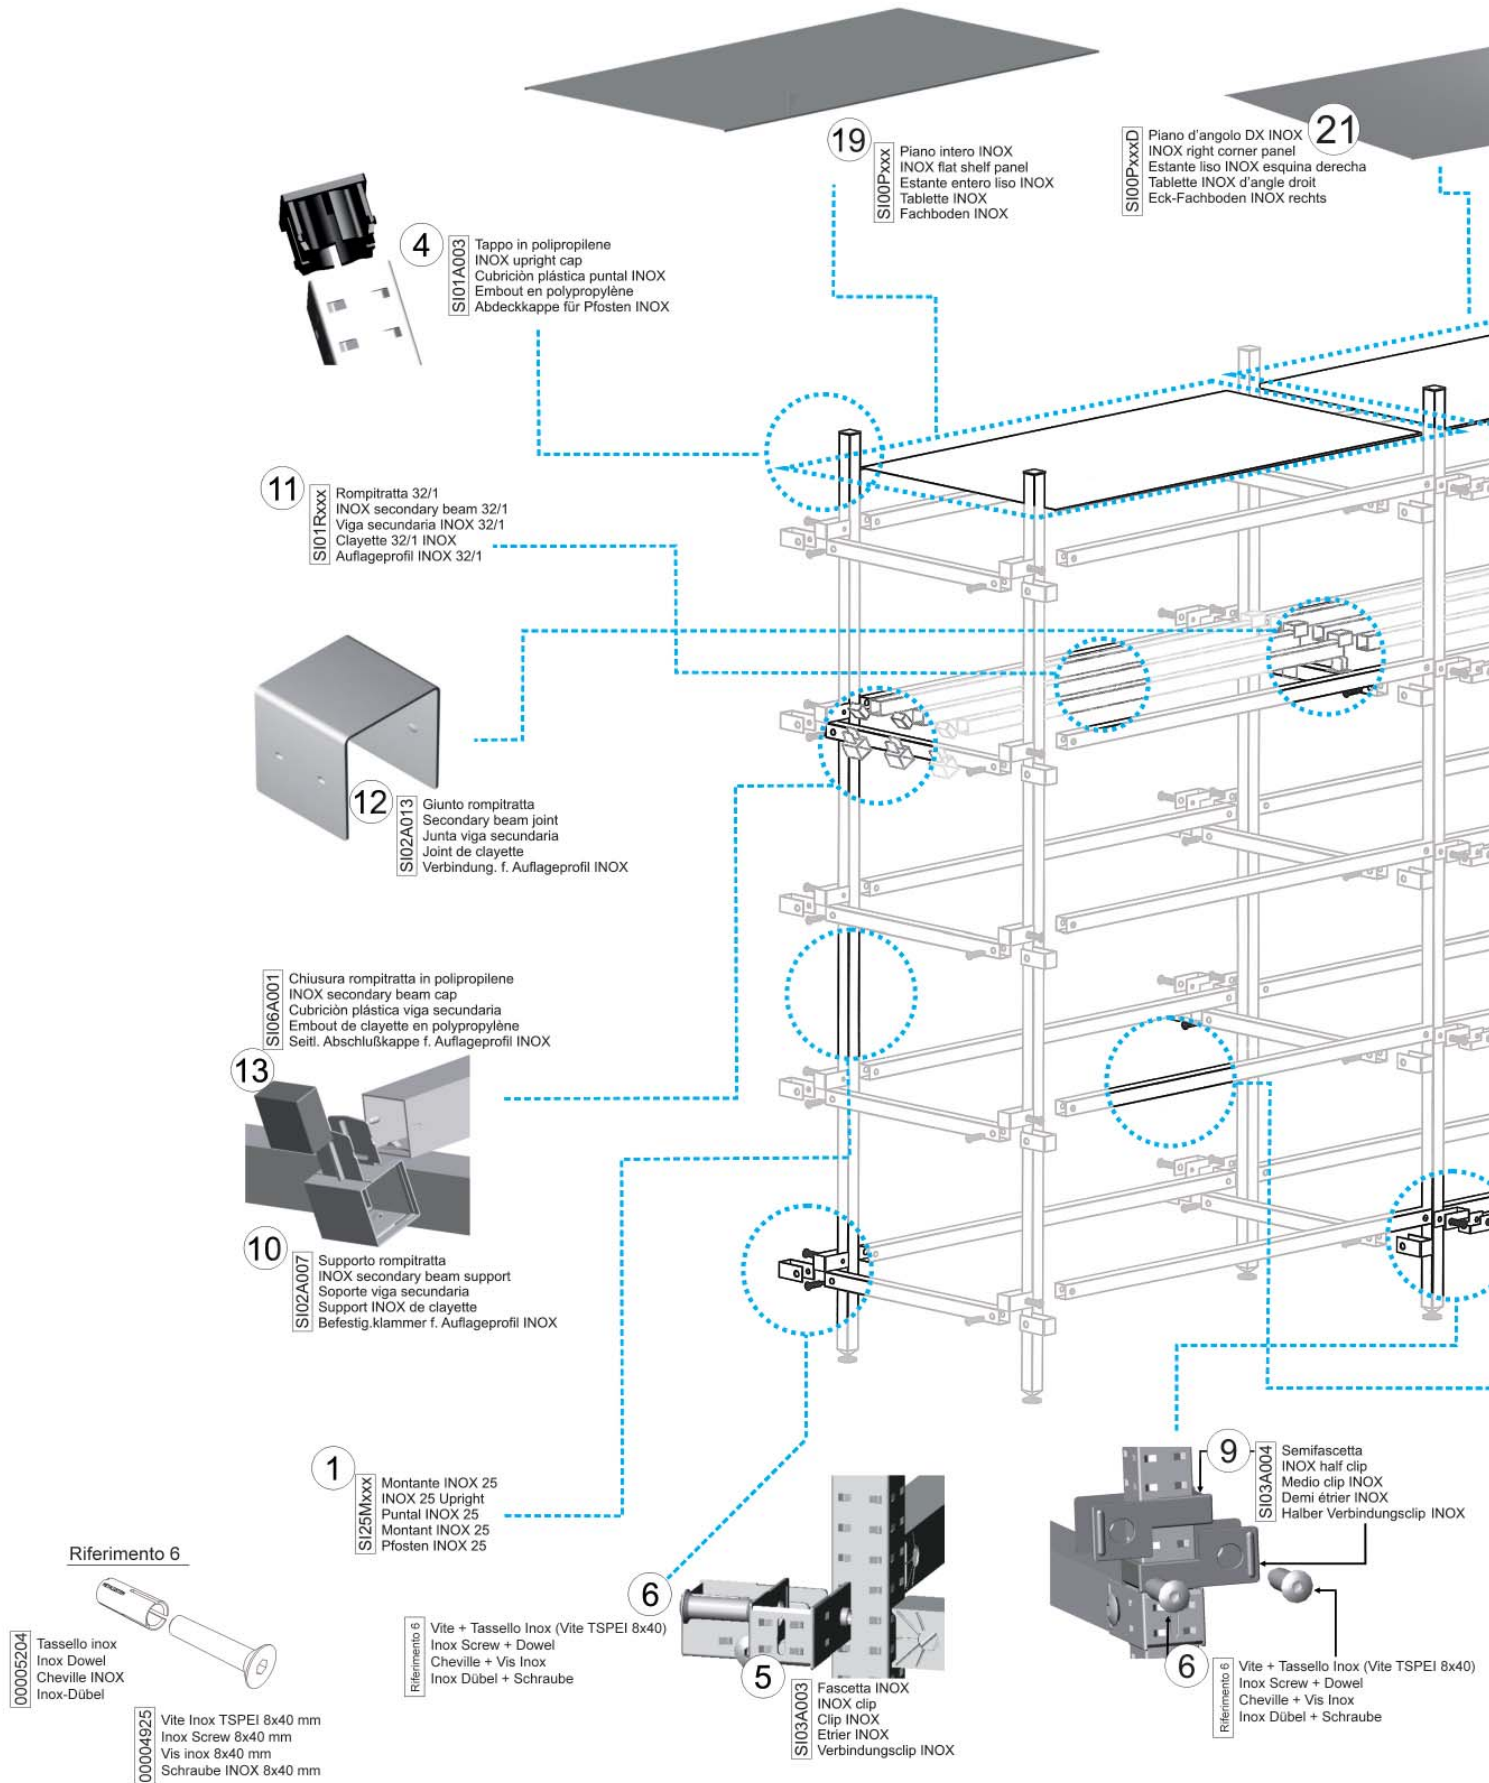 19
SI00Pxxx
Piano intero INOX
INOX flat shelf panel
Estante entero liso INOX
Tablette INOX
Fachboden INOX
21
SI00PxxxD
Piano d'angolo DX INOX
INOX right corner panel
Estante liso INOX esquina derecha
Tablette INOX d'angle droit
Eck-Fachboden INOX rechts
4
SI01A003
Tappo in polipropilene
INOX upright cap
Cubriciòn plástica puntal INOX
Embout en polypropylène
Abdeckkappe für Pfosten INOX
11
SI01Rxxx
Rompitratta 32/1
INOX secondary beam 32/1
Viga secundaria INOX 32/1
Clayette 32/1 INOX
Auflageprofil INOX 32/1
12
SI02A013
Giunto rompitratta
Secondary beam joint
Junta viga secundaria
Joint de clayette
Verbindung. f. Auflageprofil INOX
SI06A001
Chiusura rompitratta in polipropilene
INOX secondary beam cap
Cubriciòn plástica viga secundaria
Embout de clayette en polypropylène
Seitl. Abschlußkappe f. Auflageprofil INOX
13
10
SI02A007
Supporto rompitratta
INOX secondary beam support
Soporte viga secundaria
Support INOX de clayette
Befestig.klammer f. Auflageprofil INOX
1
SI25Mxxx
Montante INOX 25
INOX 25 Upright
Puntal INOX 25
Montant INOX 25
Pfosten INOX 25
9
SI03A004
Semifascetta
INOX half clip
Medio clip INOX
Demi étrier INOX
Halber Verbindungsclip INOX
Riferimento 6
00005204
Tassello inox
Inox Dowel
Cheville INOX
Inox-Dübel
00004925
Vite Inox TSPEI 8x40 mm
Inox Screw 8x40 mm
Vis inox 8x40 mm
Schraube INOX 8x40 mm
6
Riferimento 6
Vite + Tassello Inox (Vite TSPEI 8x40)
Inox Screw + Dowel
Cheville + Vis Inox
Inox Dübel + Schraube
5
SI03A003
Fascetta INOX
INOX clip
Clip INOX
Etrier INOX
Verbindungsclip INOX
6
Riferimento 6
Vite + Tassello Inox (Vite TSPEI 8x40)
Inox Screw + Dowel
Cheville + Vis Inox
Inox Dübel + Schraube